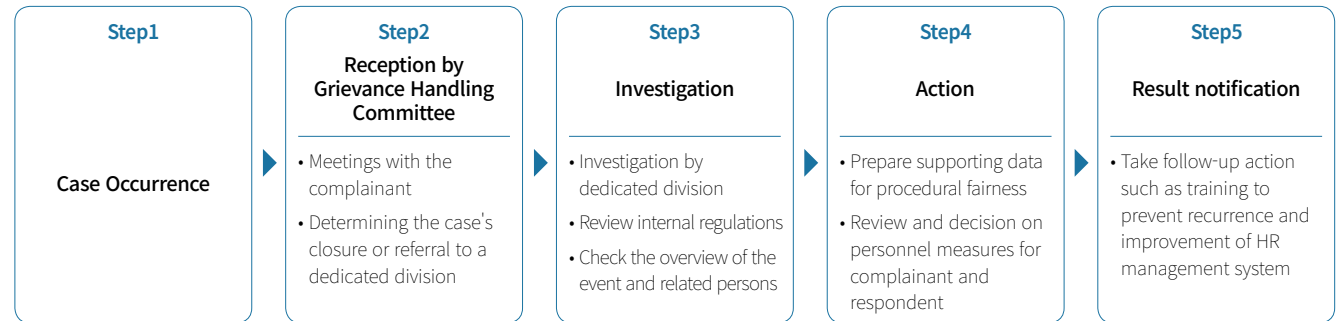 Step1
Case Occurrence
Step2
Reception by
Grievance Handling
Committee
• Meetings with the
complainant
• Determining the case's
closure or referral to a
dedicated division
Step3
Investigation
• Investigation by
dedicated division
• Review internal regulations
• Check the overview of the
event and related persons
Step4
Action
• Prepare supporting data
for procedural fairness
• Review and decision on
personnel measures for
complainant and
respondent
Step5
Result notification
• Take follow-up action
such as training to
prevent recurrence and
improvement of HR
management system